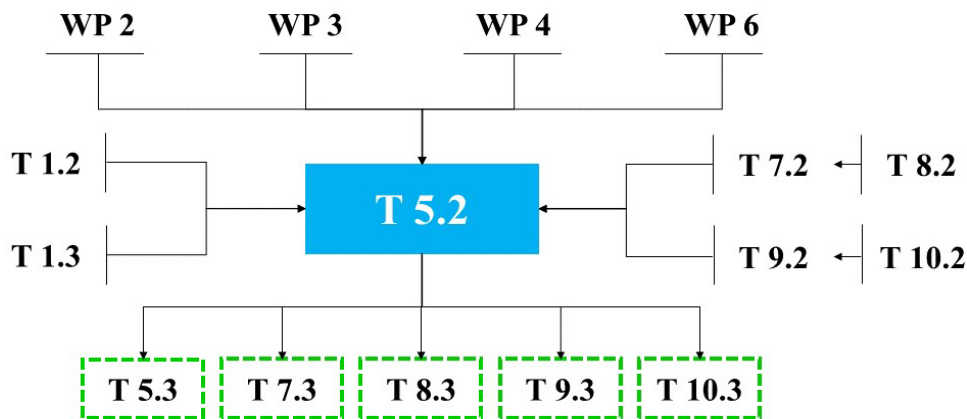 WP 2 WP 3 WP 4 WP 6
T 1.2 T 7.2 T 8.2
T 5.2
T 1.3 T 9.2 T 10.2
T 5.3 T 7.3 T 8.3 T 9.3 T 10.3